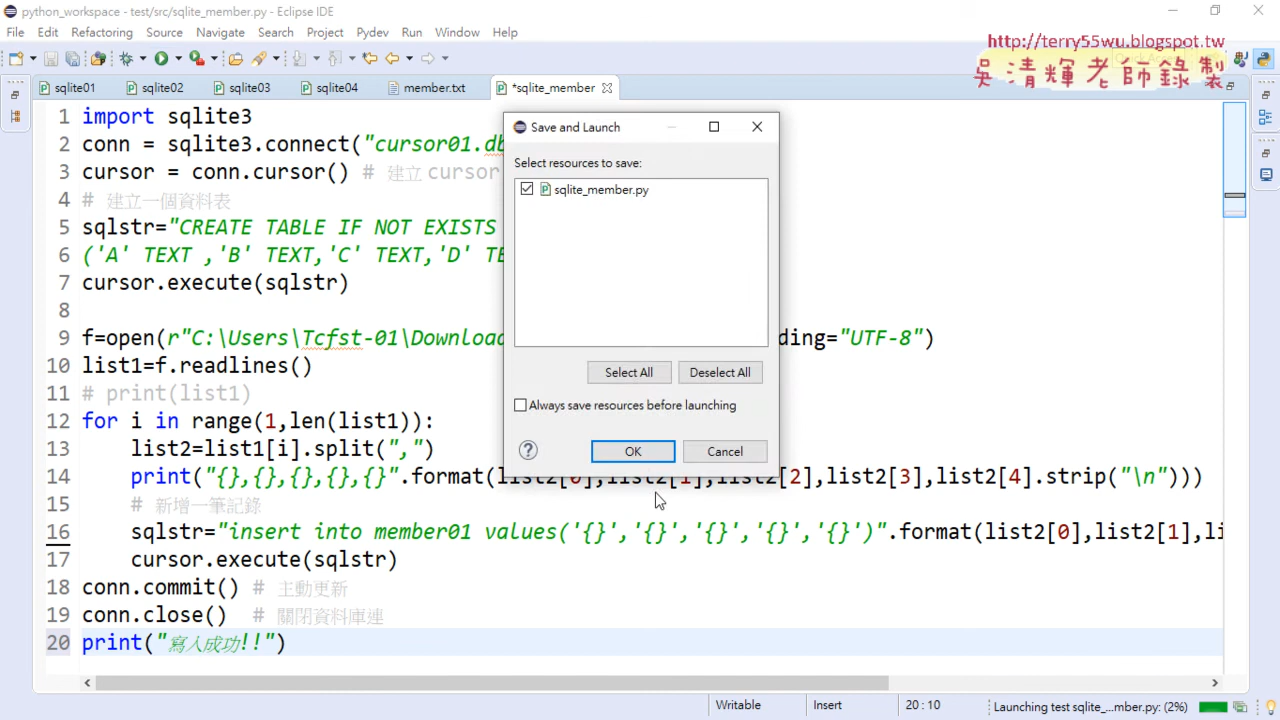 python_workspace - test/src/sqlite_member.py - Eclipse IDE
File Edit Refactoring Source Navigate Search Project Pydev Run Window Help
http://terry55wu.blogspot.tw
吳清輝老師錄製
sqlite01 sqlite02 sqlite03 sqlite04 member.txt *sqlite_member
1 import sqlite3
2 conn = sqlite3.connect("cursor01.db
3 cursor = conn.cursor() # 建立 cursor
4 # 建立一個資料表
5 sqlstr="CREATE TABLE IF NOT EXISTS
6 ('A' TEXT ,'B' TEXT,'C' TEXT,'D' TE
7 cursor.execute(sqlstr)
8
9 f=open(r"C:\Users\Tcfst-01\Downloa ding="UTF-8")
10 list1=f.readlines()
11 # print(list1)
12 for i in range(1,len(list1)):
13 list2=list1[i].split(",")
14 print("{},{},{},{},{}".format(list2[0],list2[1],list2[2],list2[3],list2[4].strip("\n")))
15 # 新增一筆記錄
16 sqlstr="insert into member01 values('{}','{}','{}','{}','{}')".format(list2[0],list2[1],li
17 cursor.execute(sqlstr)
18 conn.commit() # 主動更新
19 conn.close() # 關閉資料庫連
20 print("寫入成功!!")
Save and Launch
Select resources to save:
sqlite_member.py
Select All Deselect All
Always save resources before launching
OK Cancel
Writable Insert 20 : 10 Launching test sqlite_...mber.py: (2%)